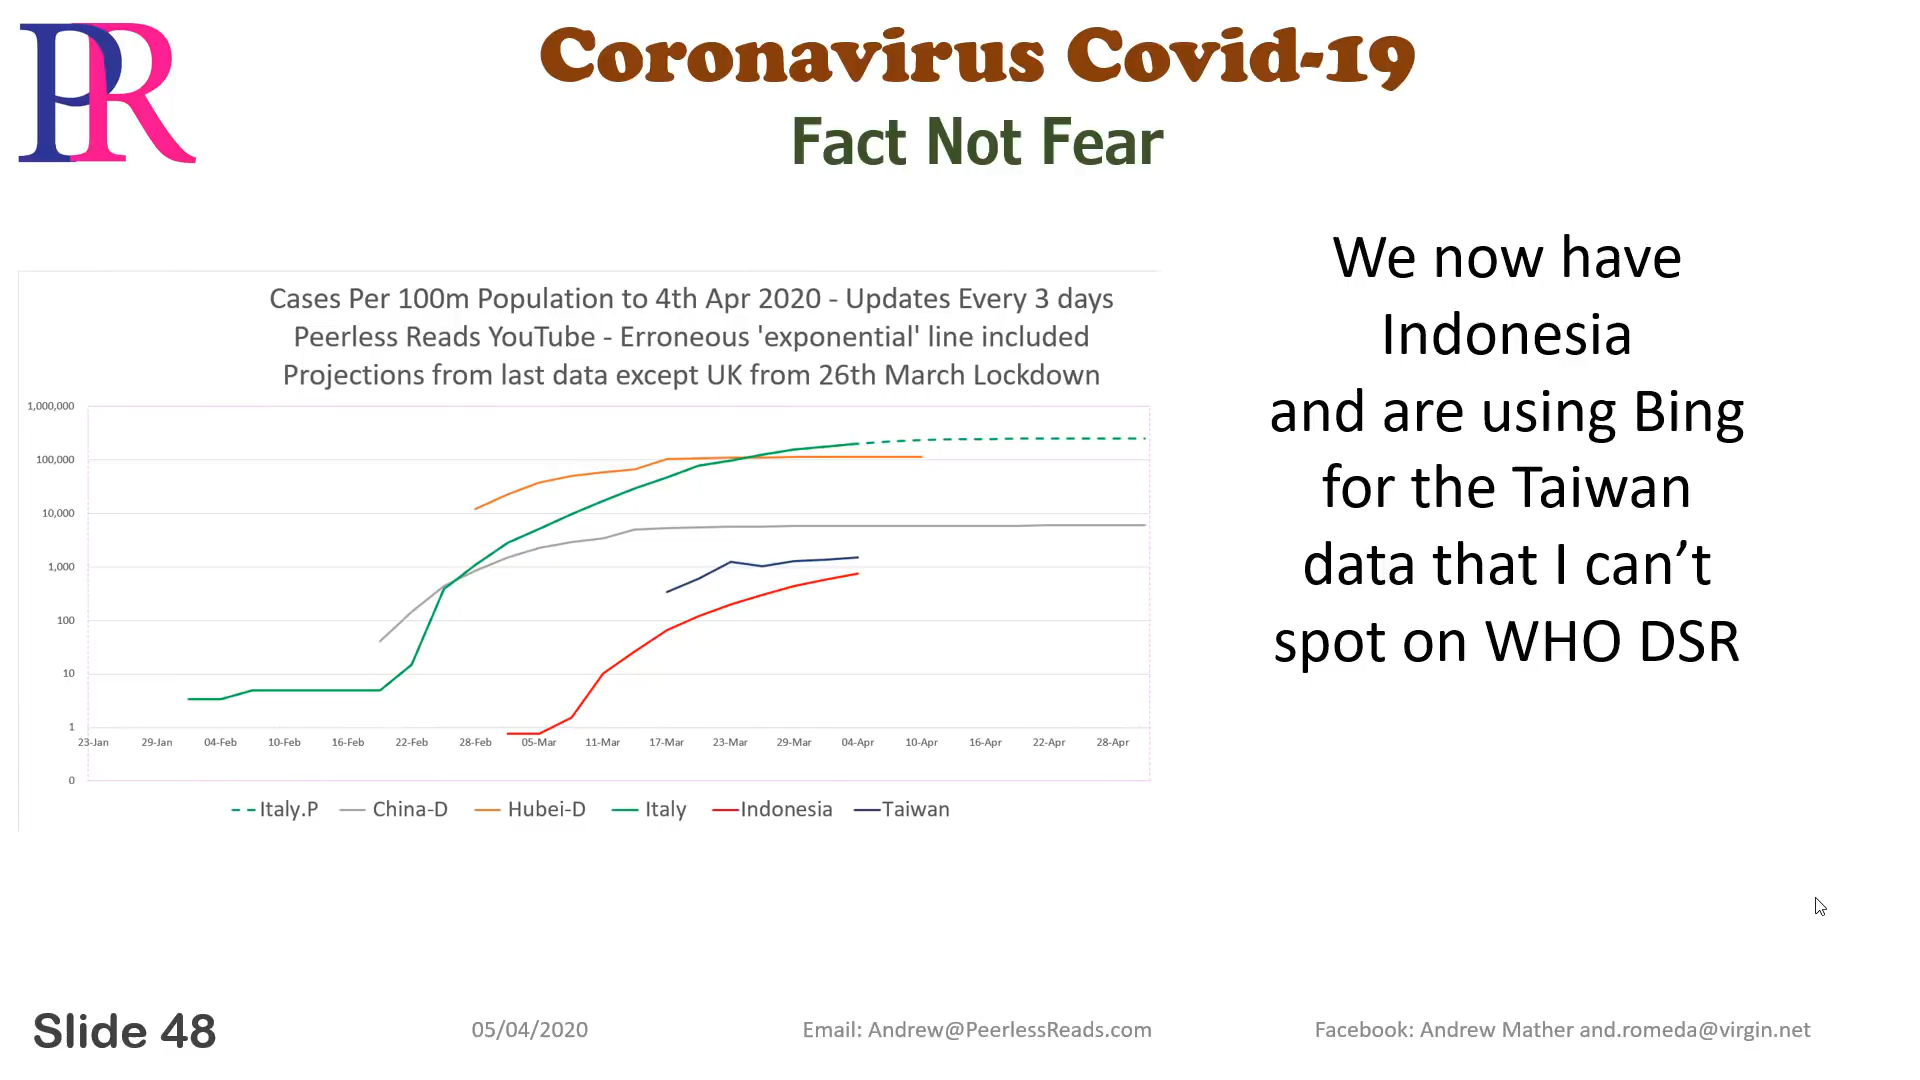 PR
Coronavirus Covid-19
Fact Not Fear
Cases Per 100m Population to 4th Apr 2020 - Updates Every 3 days
Peerless Reads YouTube - Erroneous 'exponential' line included
Projections from last data except UK from 26th March Lockdown
1,000,000
100,000
10,000
1,000
100
10
1
0
23-Jan 29-Jan 04-Feb 10-Feb 16-Feb 22-Feb 28-Feb 05-Mar 11-Mar 17-Mar 23-Mar 29-Mar 04-Apr 10-Apr 16-Apr 22-Apr 28-Apr
Italy.P China-D Hubei-D Italy Indonesia Taiwan
We now have
Indonesia
and are using Bing
for the Taiwan
data that I can’t
spot on WHO DSR
Slide 48 05/04/2020 Email: Andrew@PeerlessReads.com Facebook: Andrew Mather and.romeda@virgin.net